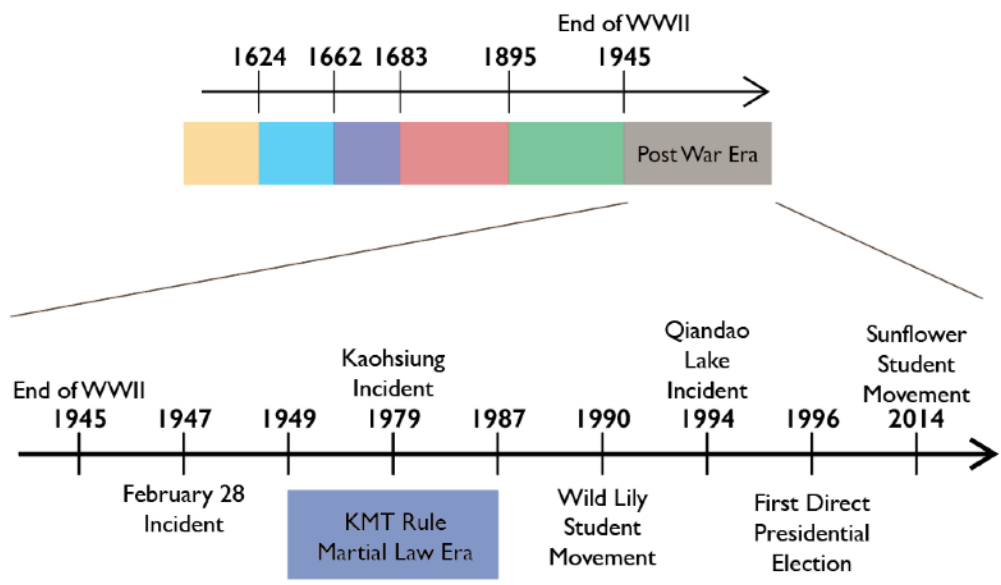 End of WWII
1624 1662 1683 1895 1945
Post War Era
Qiandao
Lake
Incident
Sunflower
Student
Movement
Kaohsiung
Incident
End of WWII
1945 1947 1949 1979 1987 1990 1994 1996 2014
February 28
Incident
KMT Rule
Martial Law Era
Wild Lily
Student
Movement
First Direct
Presidential
Election